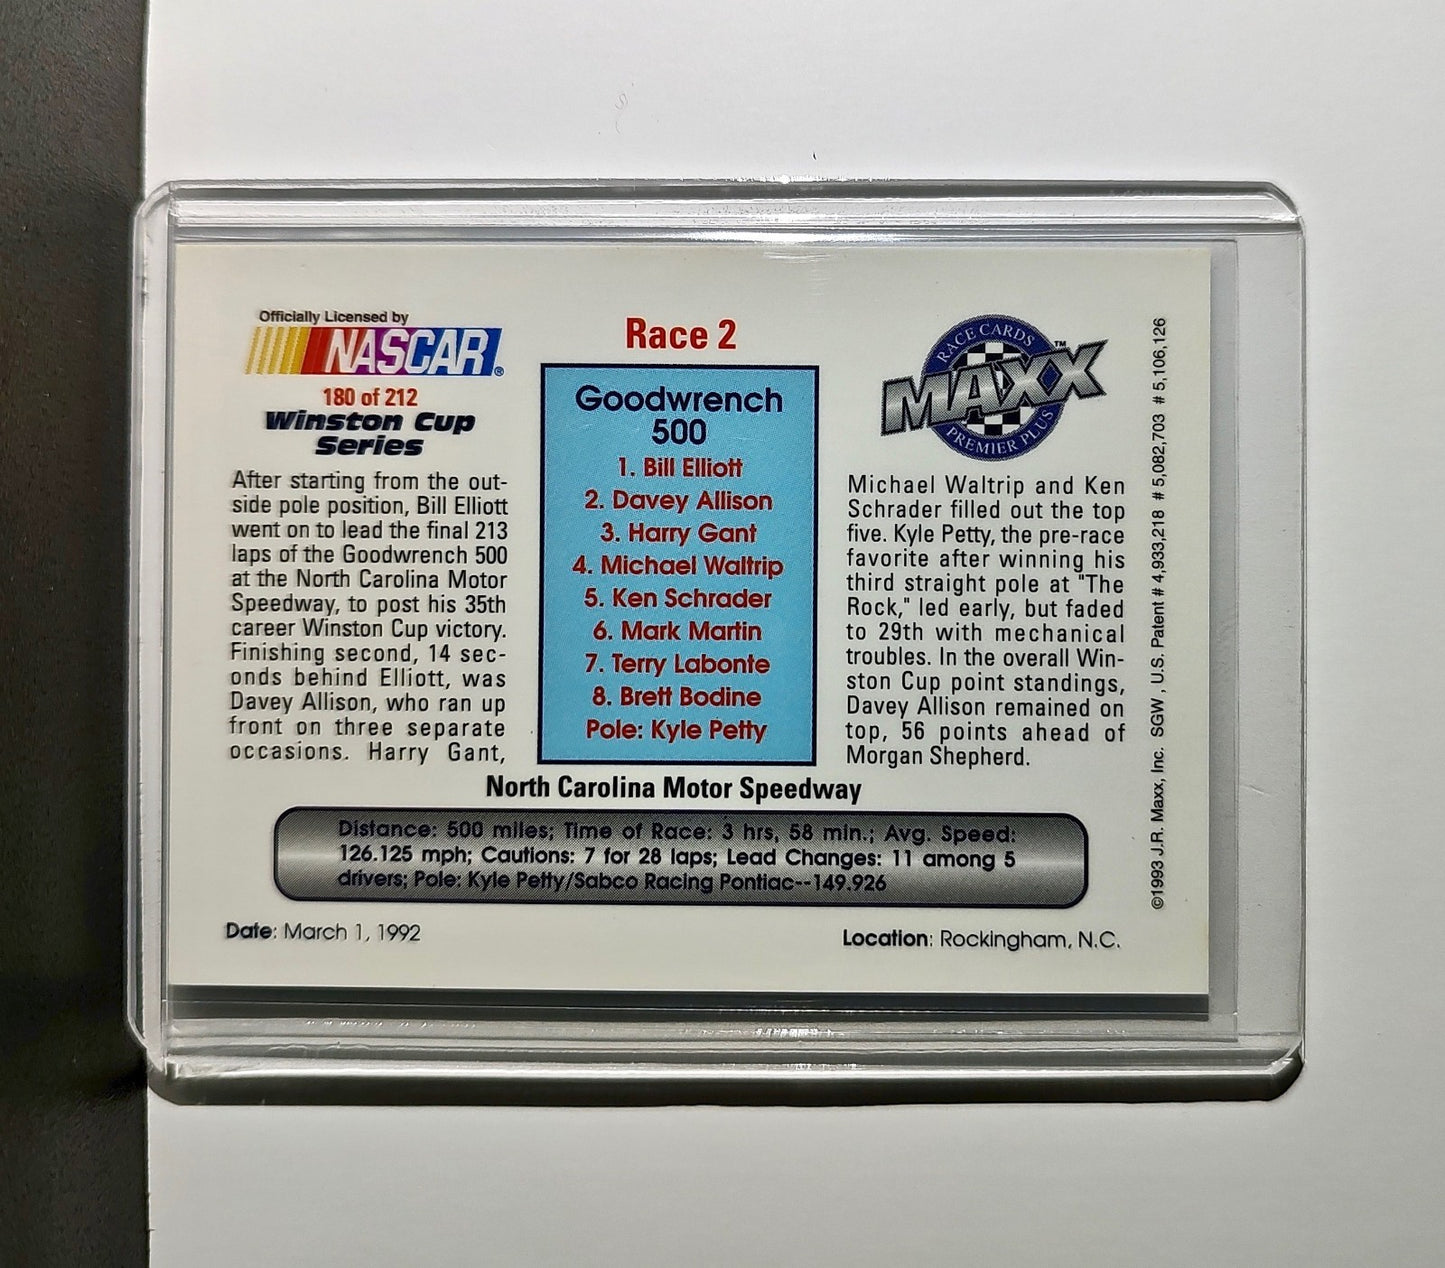 Officially Licensed by
NASCAR®
180 of 212
Winston Cup
Series
After starting from the out-
side pole position, Bill Elliott
went on to lead the final 213
laps of the Goodwrench 500
at the North Carolina Motor
Speedway, to post his 35th
career Winston Cup victory.
Finishing second, 14 sec-
onds behind Elliott, was
Davey Allison, who ran up
front on three separate
occasions. Harry Gant,
Race 2
Goodwrench
500
1. Bill Elliott
2. Davey Allison
3. Harry Gant
4. Michael Waltrip
5. Ken Schrader
6. Mark Martin
7. Terry Labonte
8. Brett Bodine
Pole: Kyle Petty
RACE CARDS
MAXX™
PREMIER PLUS
Michael Waltrip and Ken
Schrader filled out the top
five. Kyle Petty, the pre-race
favorite after winning his
third straight pole at "The
Rock," led early, but faded
to 29th with mechanical
troubles. In the overall Win-
ston Cup point standings,
Davey Allison remained on
top, 56 points ahead of
Morgan Shepherd.
North Carolina Motor Speedway
Distance: 500 miles; Time of Race: 3 hrs, 58 min.; Avg. Speed:
126.125 mph; Cautions: 7 for 28 laps; Lead Changes: 11 among 5
drivers; Pole: Kyle Petty/Sabco Racing Pontiac--149.926
Date: March 1, 1992
Location: Rockingham, N.C.
©1993 J.R. Maxx, Inc. SGW, U.S. Patent # 4,933,218 # 5,082,703 # 5,106,126